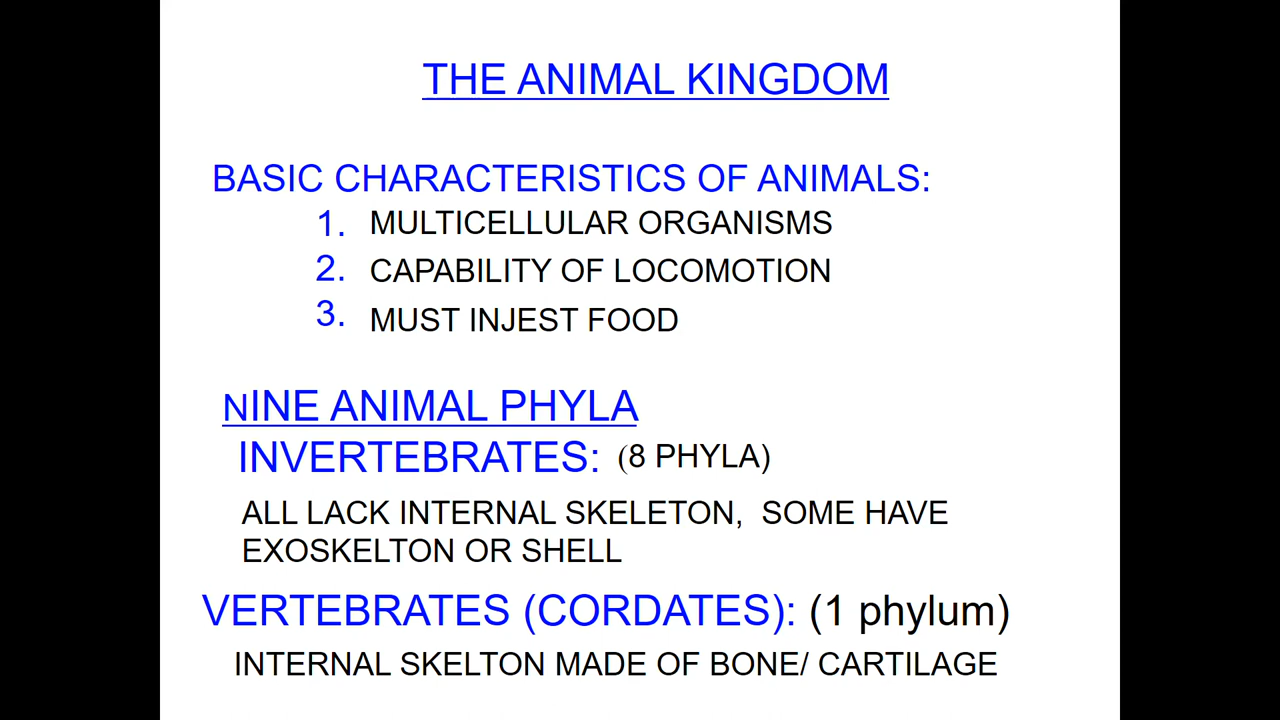 THE ANIMAL KINGDOM
BASIC CHARACTERISTICS OF ANIMALS:
1. MULTICELLULAR ORGANISMS
2. CAPABILITY OF LOCOMOTION
3. MUST INJEST FOOD
NINE ANIMAL PHYLA
INVERTEBRATES: (8 PHYLA)
ALL LACK INTERNAL SKELETON, SOME HAVE
EXOSKELTON OR SHELL
VERTEBRATES (CORDATES): (1 phylum)
INTERNAL SKELTON MADE OF BONE/ CARTILAGE